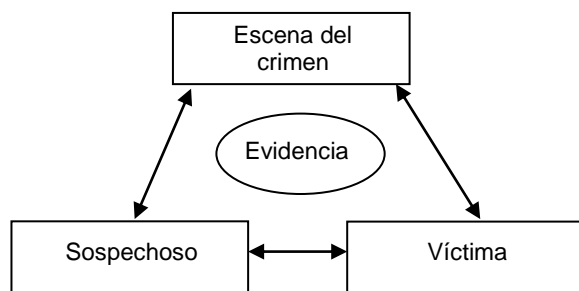 Escena del
crimen
Evidencia
Sospechoso
Víctima